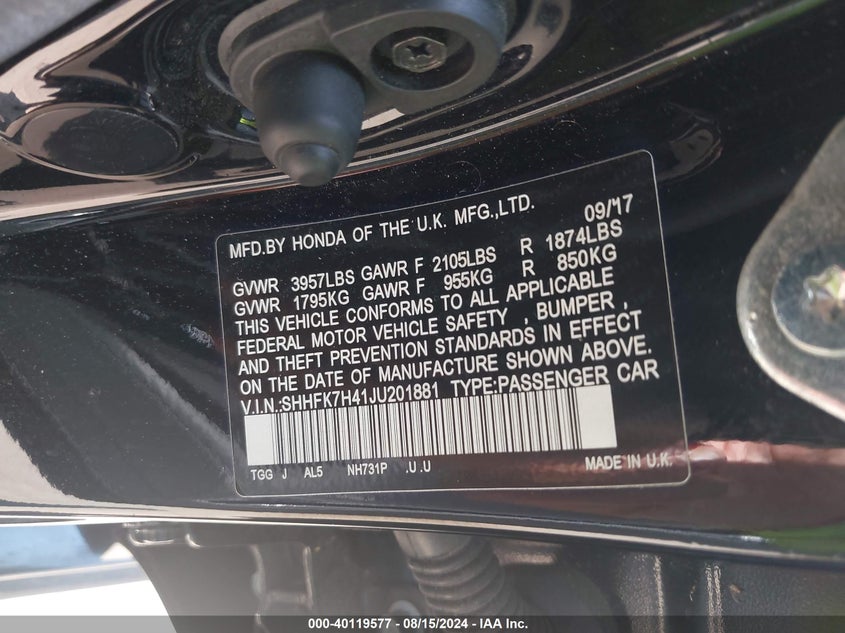 MFD.BY HONDA OF THE U.K. MFG.,LTD. 09/17
GVWR 3957LBS GAWR F 2105LBS R 1874LBS
GVWR 1795KG GAWR F 955KG R 850KG
THIS VEHICLE CONFORMS TO ALL APPLICABLE
FEDERAL MOTOR VEHICLE SAFETY , BUMPER ,
AND THEFT PREVENTION STANDARDS IN EFFECT
ON THE DATE OF MANUFACTURE SHOWN ABOVE.
V.I.N.:SHHFK7H41JU201881 TYPE:PASSENGER CAR
TGG J AL5 NH731P .U .U MADE IN U.K.
000-40119577 - 08/15/2024 - IAA Inc.